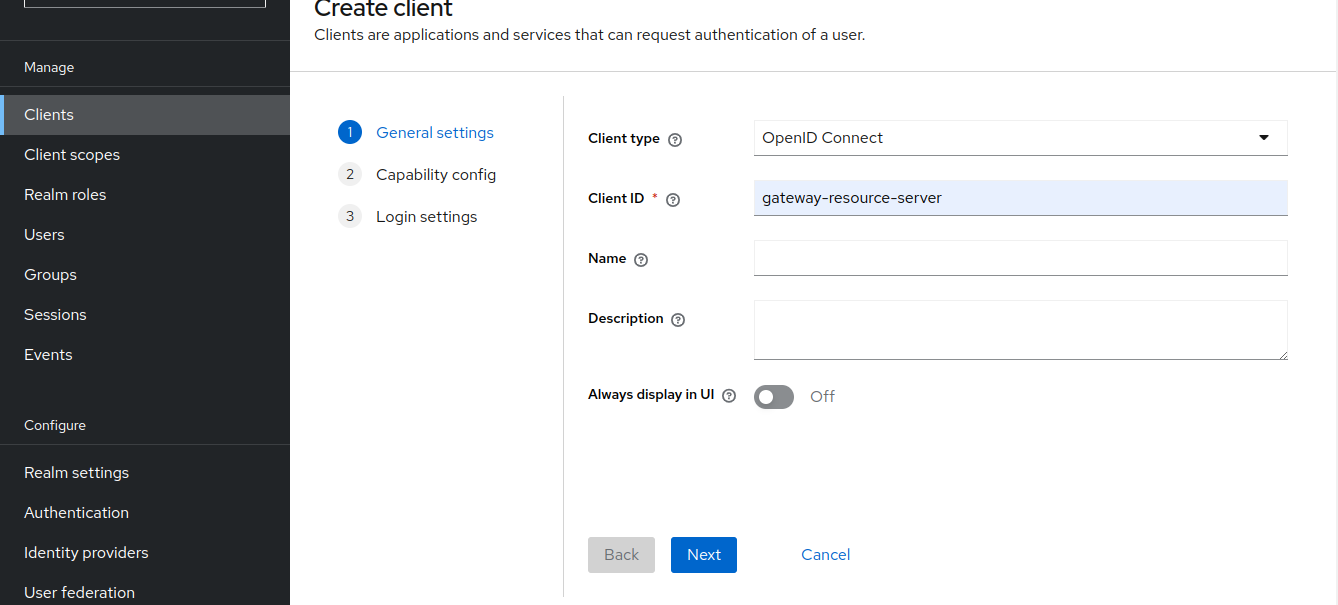 Create client
Clients are applications and services that can request authentication of a user.
Manage
Clients
Client scopes
Realm roles
Users
Groups
Sessions
Events
Configure
Realm settings
Authentication
Identity providers
User federation
1 General settings
2 Capability config
3 Login settings
Client type ? OpenID Connect
Client ID * ? gateway-resource-server
Name ?
Description ?
Always display in UI ? Off
Back Next Cancel